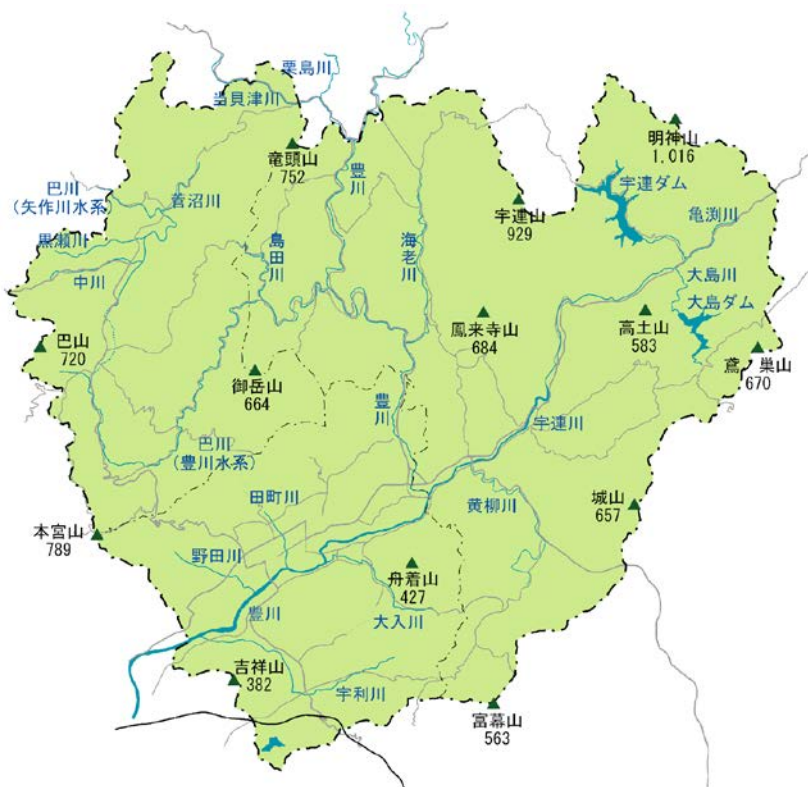 栗島川
当貝津川
明神山
1,016
竜頭山
752
豊川
巴川
(矢作川水系)
菅沼川
宇連ダム
宇連山
929
亀渕川
黒瀬川
島田川
海老川
中川
大島川
大島ダム
鳳来寺山
684
高土山
583
巴山
720
鳶ノ巣山
670
御岳山
664
豊川
宇連川
巴川
(豊川水系)
田町川
黄柳川
城山
657
本宮山
789
野田川
舟着山
427
豊川
大入川
吉祥山
382
宇利川
富幕山
563